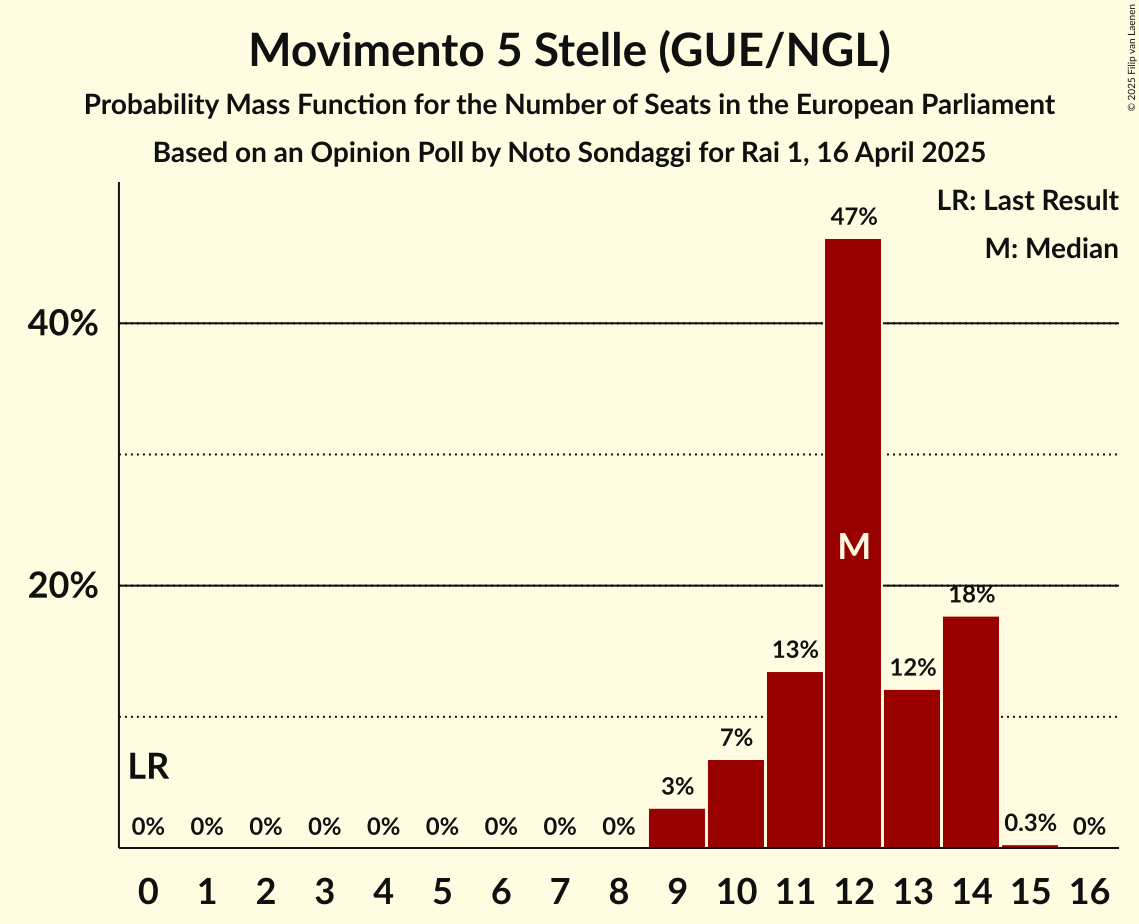 Movimento 5 Stelle (GUE/NGL)
Probability Mass Function for the Number of Seats in the European Parliament
Based on an Opinion Poll by Noto Sondaggi for Rai 1, 16 April 2025
© 2025 Filip van Laenen
LR: Last Result
M: Median
47%
40%
M
20%
18%
13%
12%
7%
LR
3%
0% 0% 0% 0% 0% 0% 0% 0% 0% 0.3% 0%
0 1 2 3 4 5 6 7 8 9 10 11 12 13 14 15 16